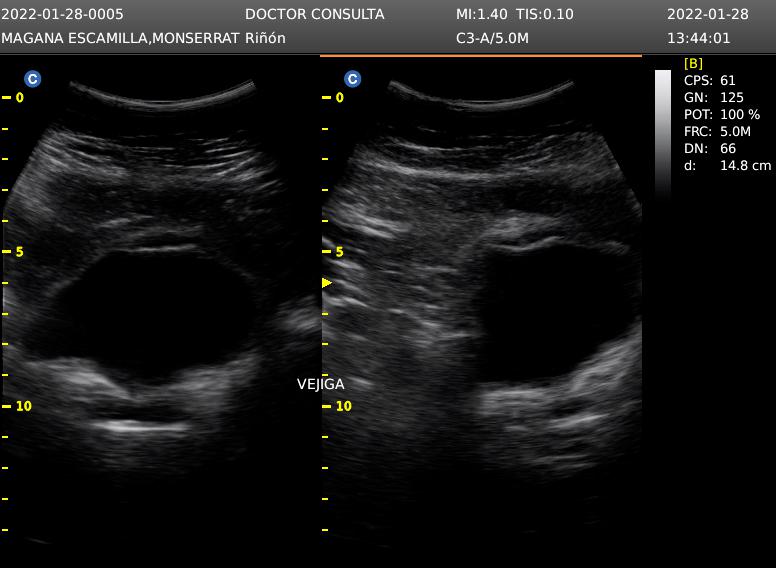 2022-01-28-0005 DOCTOR CONSULTA MI:1.40 TIS:0.10 2022-01-28
MAGANA ESCAMILLA,MONSERRAT Riñón C3-A/5.0M 13:44:01
C
C
[B]
CPS: 61
GN: 125
POT: 100 %
FRC: 5.0M
DN: 66
d: 14.8 cm
0
0
5
5
VEJIGA
10
10